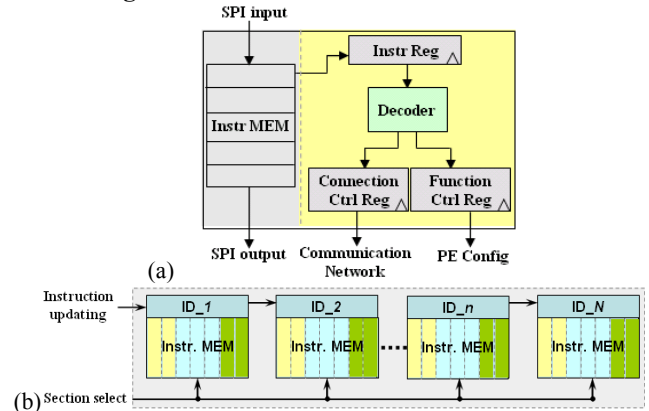 SPI input
Instr Reg
Instr MEM
Decoder
Connection
Ctrl Reg
Function
Ctrl Reg
SPI output
Communication
Network
PE Config
(a)
Instruction
updating
ID_1
ID_2
ID_n
ID_N
Instr. MEM
Instr. MEM
Instr. MEM
Instr. MEM
(b)
Section select